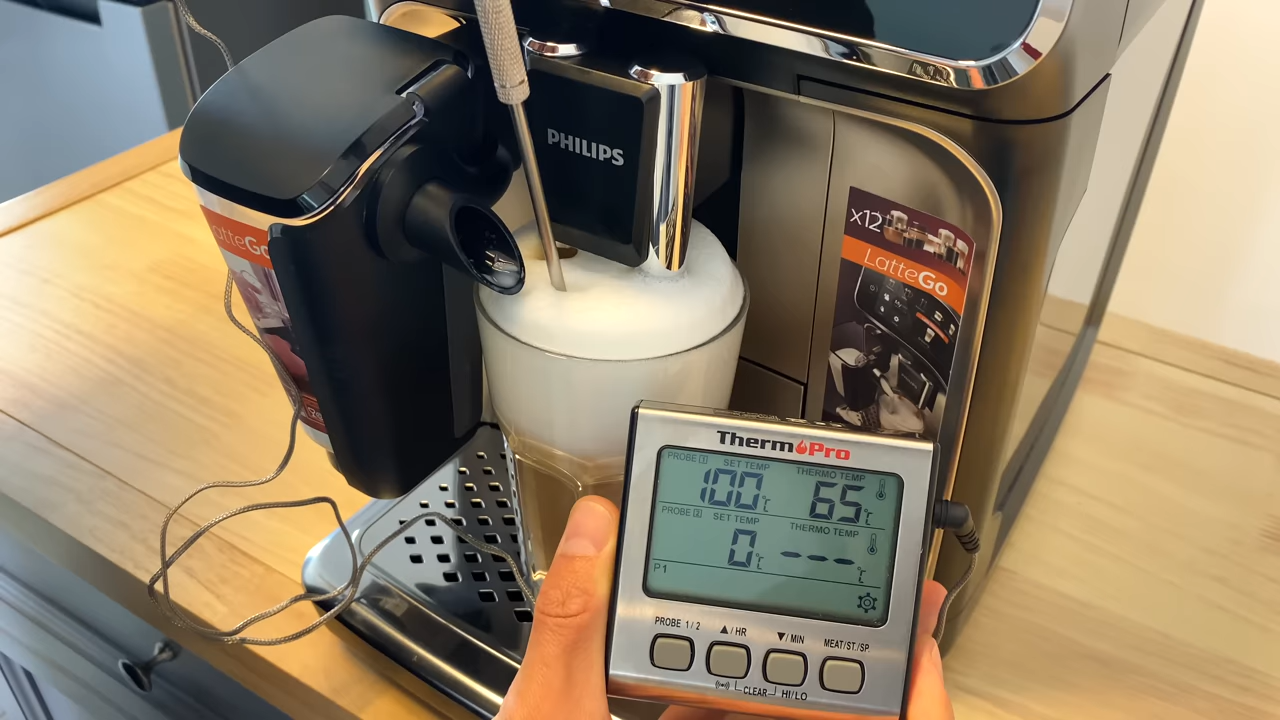 PHILIPS
x12
LatteGo
atteGo
ThermoPro
PROBE 1 SET TEMP THERMO TEMP
100°C 65°C
PROBE 2 SET TEMP THERMO TEMP
0°C ---°C
P1
PROBE 1/2 ▲/HR ▼/MIN MEAT/ST./SP.
CLEAR HI/LO